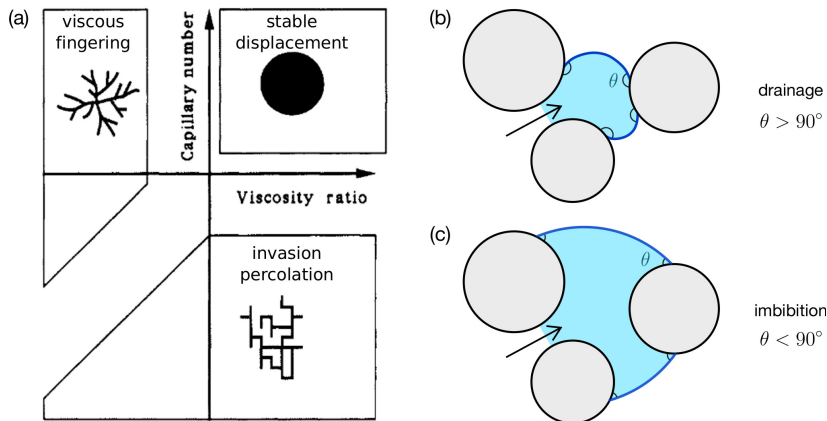 (a)
viscous
fingering
stable
displacement
Capillary number
Viscosity ratio
invasion
percolation
(b)
θ
drainage
θ > 90°
(c)
θ
imbibition
θ < 90°